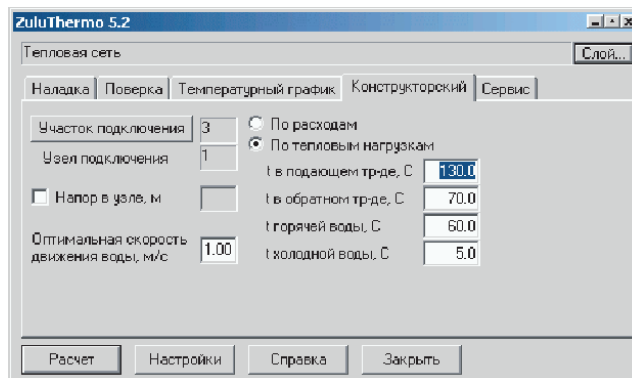 ZuluThermo 5.2
Тепловая сеть Слой...
Наладка Поверка Температурный график Конструкторский Сервис
Участок подключения 3
Узел подключения 1
Напор в узле, м
Оптимальная скорость
движения воды, м/с 1.00
По расходам
По тепловым нагрузкам
t в подающем тр-де, С 130.0
t в обратном тр-де, С 70.0
t горячей воды, С 60.0
t холодной воды, С 5.0
Расчет Настройки Справка Закрыть